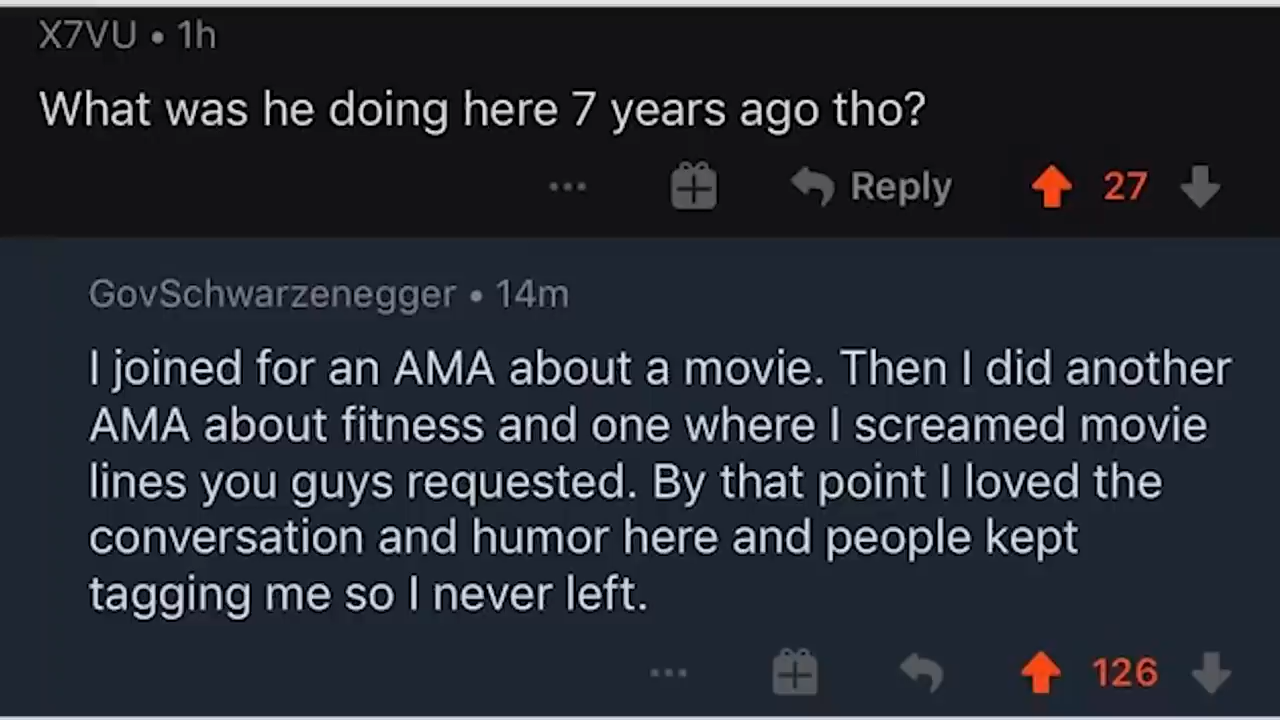 X7VU • 1h
What was he doing here 7 years ago tho?
Reply 27
GovSchwarzenegger • 14m
I joined for an AMA about a movie. Then I did another
AMA about fitness and one where I screamed movie
lines you guys requested. By that point I loved the
conversation and humor here and people kept
tagging me so I never left.
126